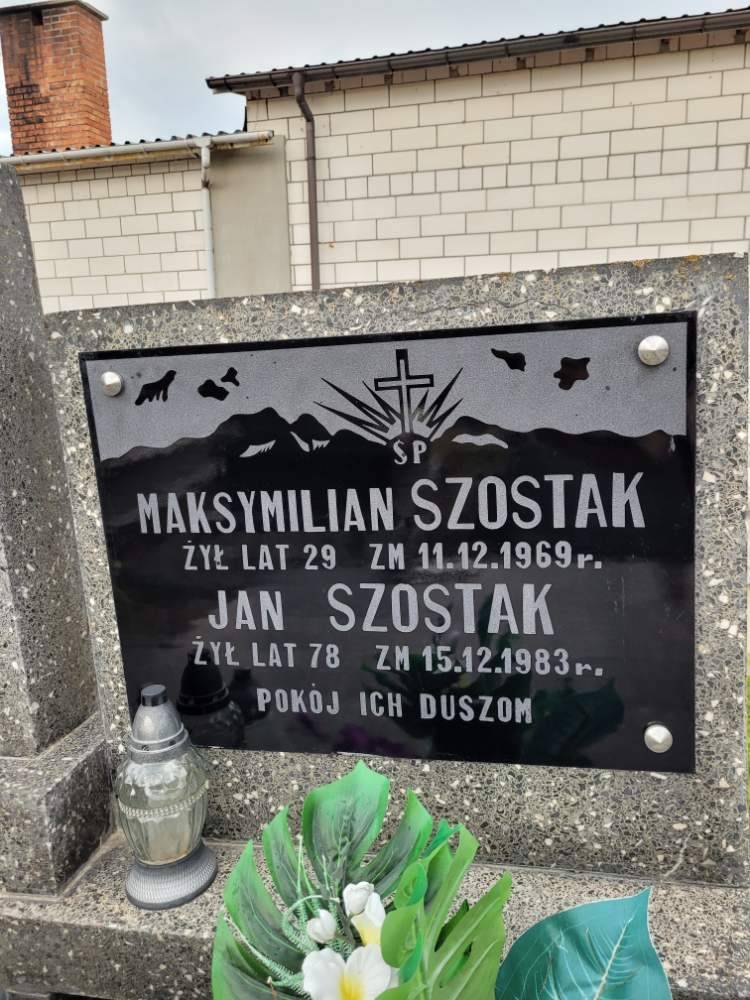 ŚP
MAKSYMILIAN SZOSTAK
ŻYŁ LAT 29 ZM 11.12.1969 r.
JAN SZOSTAK
ŻYŁ LAT 78 ZM 15.12.1983 r.
POKÓJ ICH DUSZOM